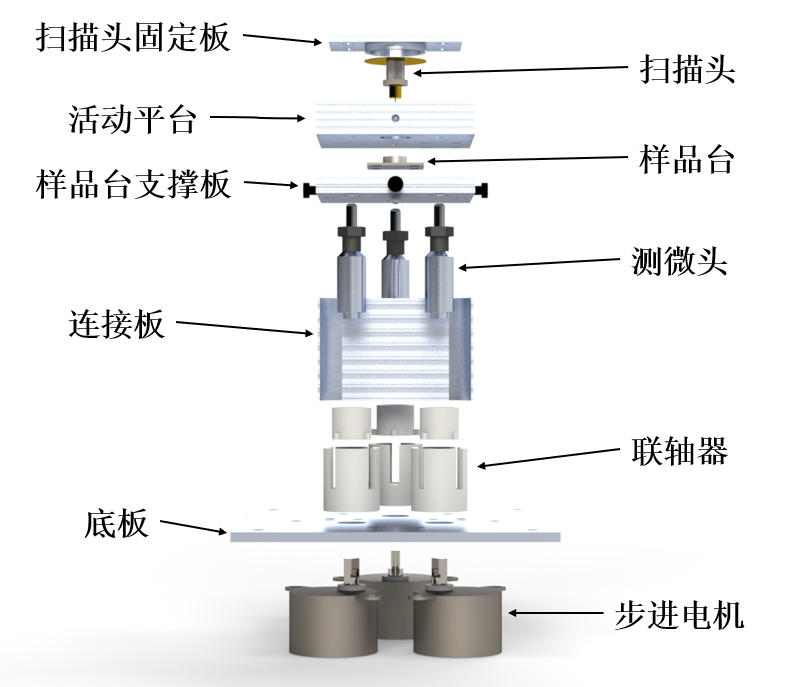 扫描头固定板
扫描头
活动平台
样品台
样品台支撑板
测微头
连接板
联轴器
底板
步进电机